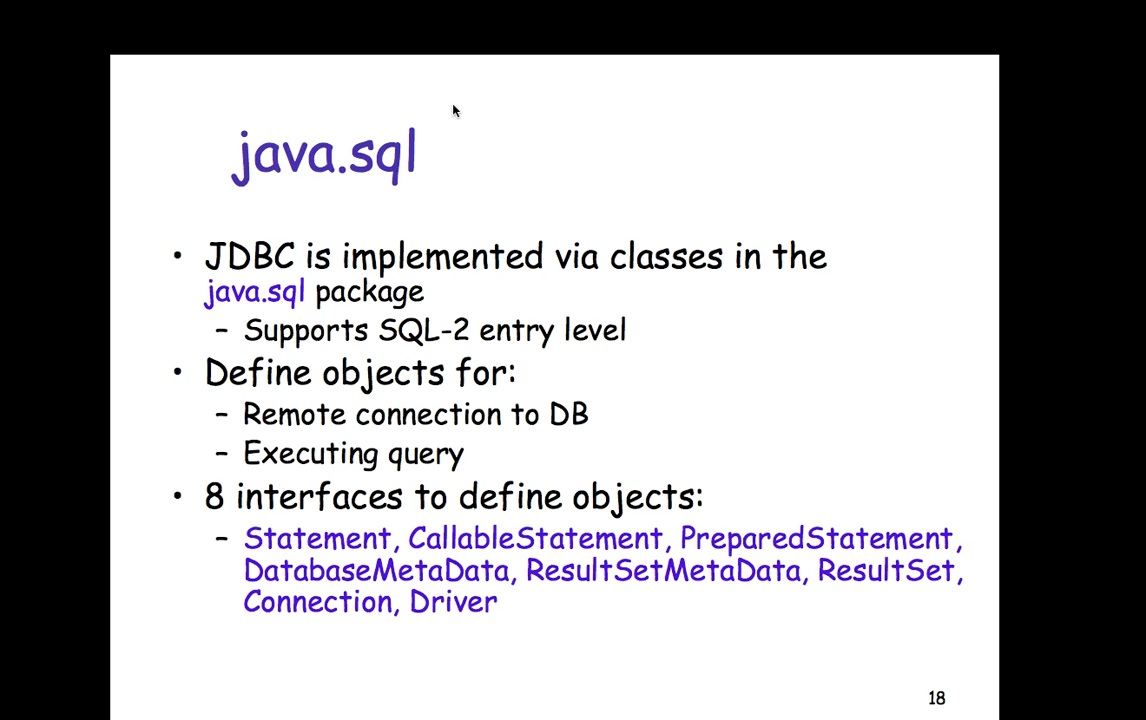 java.sql
• JDBC is implemented via classes in the
java.sql package
– Supports SQL-2 entry level
• Define objects for:
– Remote connection to DB
– Executing query
• 8 interfaces to define objects:
– Statement, CallableStatement, PreparedStatement,
DatabaseMetaData, ResultSetMetaData, ResultSet,
Connection, Driver
18